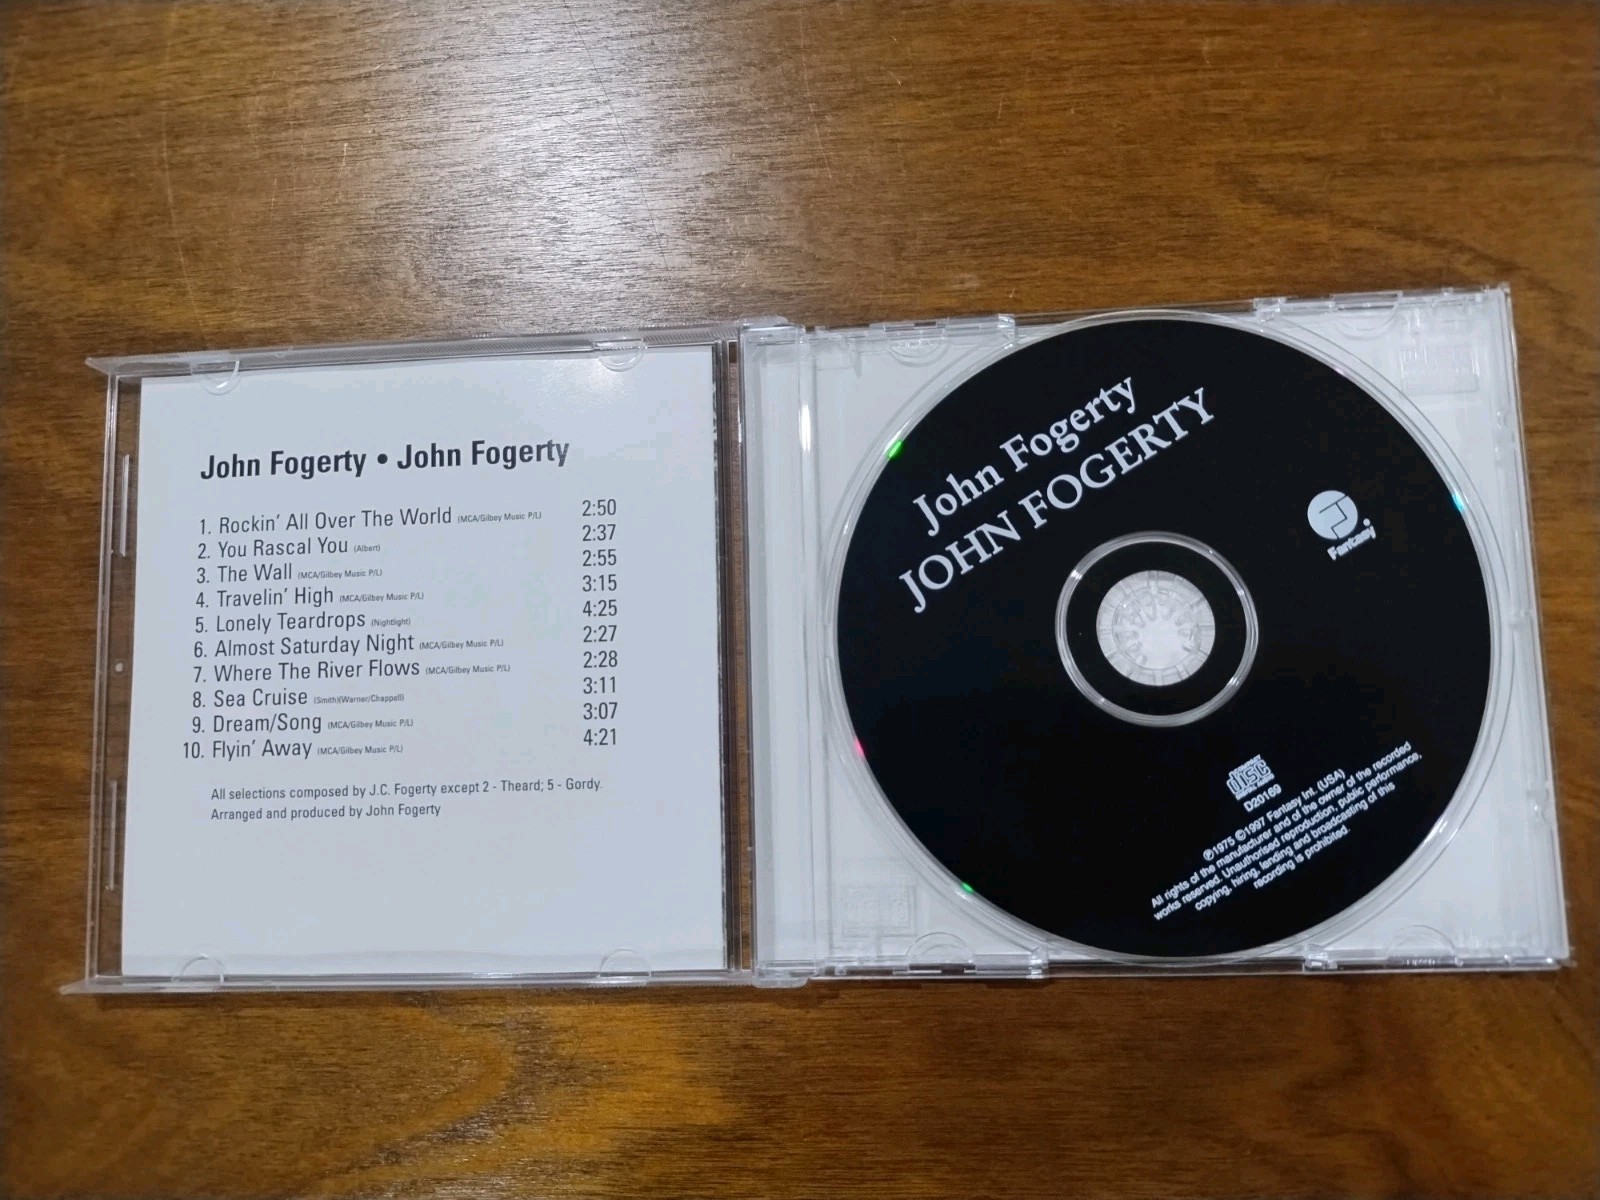 John Fogerty • John Fogerty
1. Rockin' All Over The World (MCA/Gilbey Music P/L) 2:50
2. You Rascal You (Albert) 2:37
3. The Wall (MCA/Gilbey Music P/L) 2:55
4. Travelin' High (MCA/Gilbey Music P/L) 3:15
5. Lonely Teardrops (Nightlight) 4:25
6. Almost Saturday Night (MCA/Gilbey Music P/L) 2:27
7. Where The River Flows (MCA/Gilbey Music P/L) 2:28
8. Sea Cruise (Smith)(Warner/Chappell) 3:11
9. Dream/Song (MCA/Gilbey Music P/L) 3:07
10. Flyin' Away (MCA/Gilbey Music P/L) 4:21
All selections composed by J.C. Fogerty except 2 - Theard; 5 - Gordy.
Arranged and produced by John Fogerty
John Fogerty
JOHN FOGERTY
Fantasy
disc
D20169
℗1975 ©1997 Fantasy Int. (USA)
All rights of the manufacturer and of the owner of the recorded
works reserved. Unauthorised reproduction, public performance,
copying, hiring, lending and broadcasting of this
recording is prohibited.